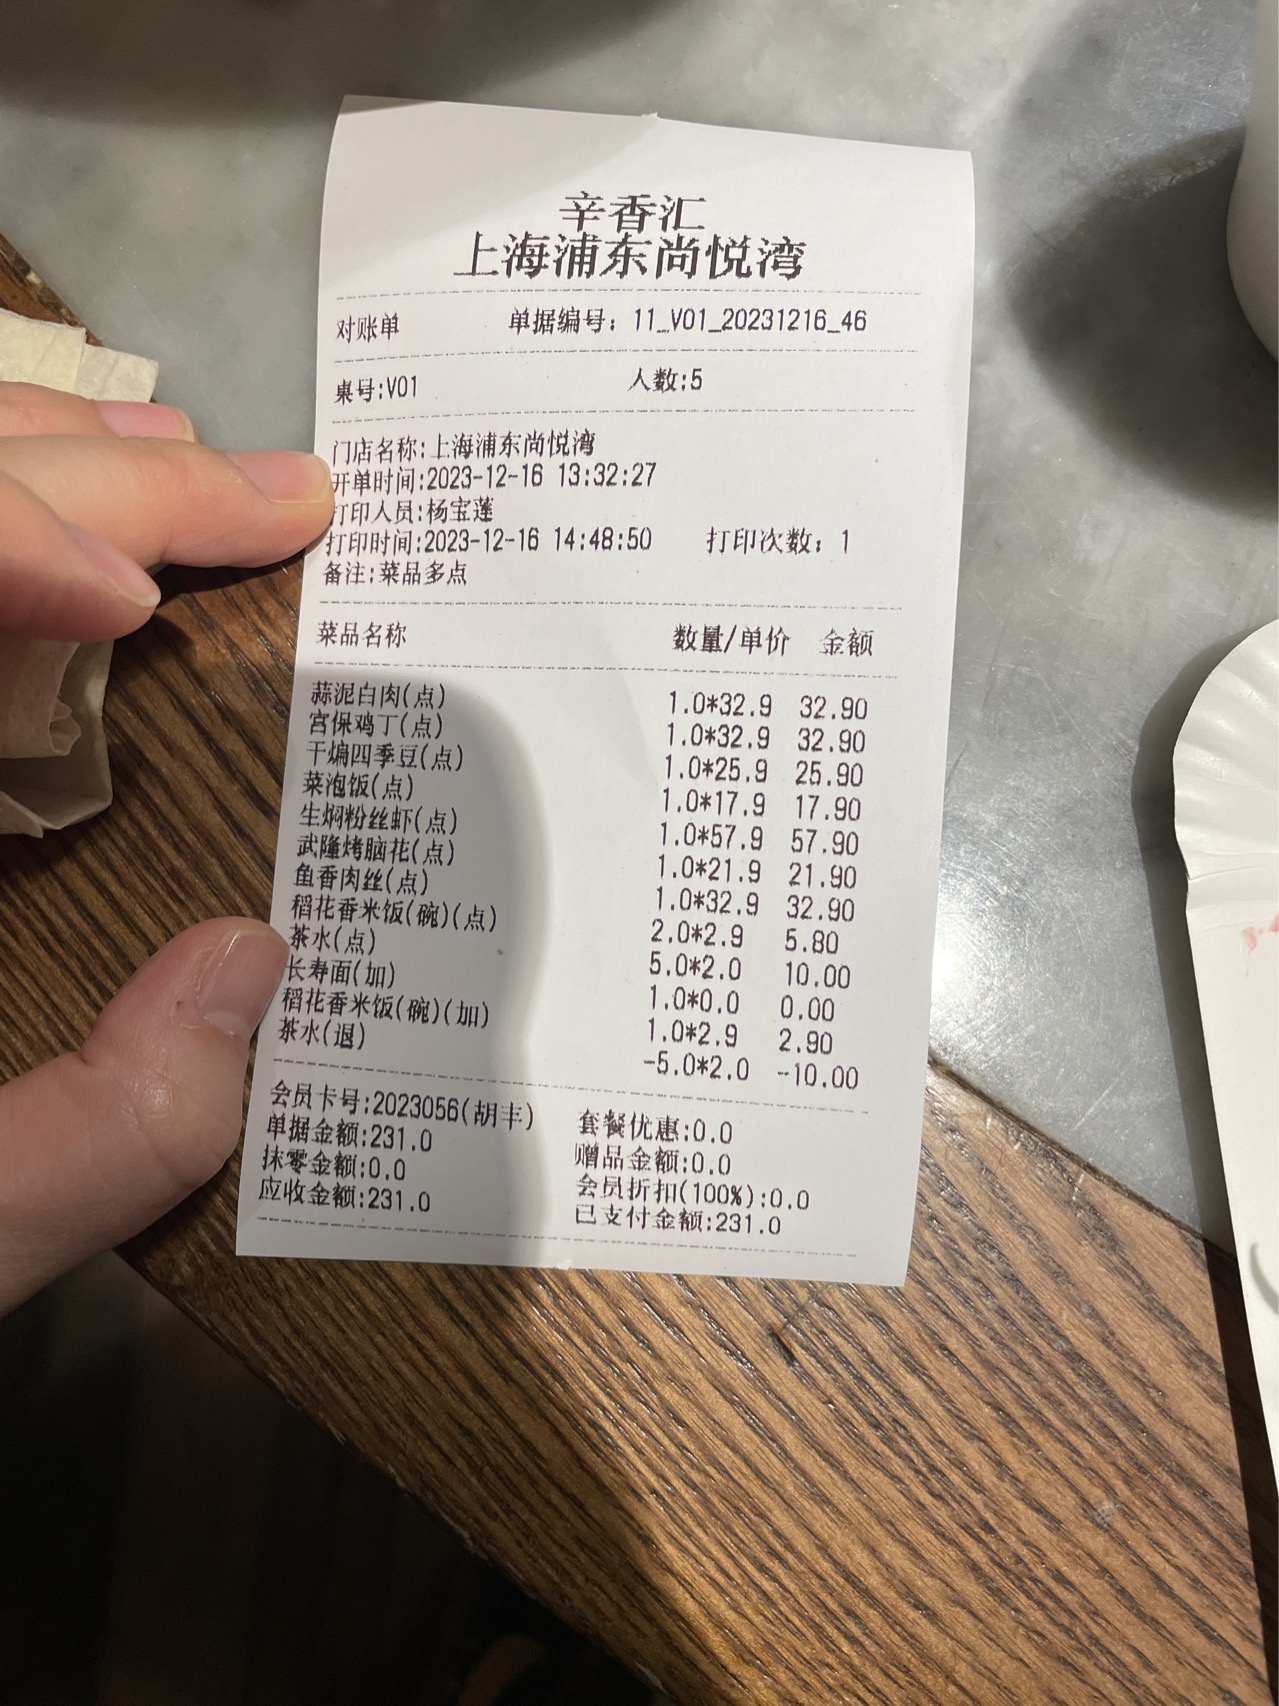 辛香汇
上海浦东尚悦湾
对账单 单据编号：11_V01_20231216_46
桌号:V01 人数:5
门店名称:上海浦东尚悦湾
开单时间:2023-12-16 13:32:27
打印人员:杨宝莲
打印时间:2023-12-16 14:48:50 打印次数：1
备注:菜品多点
菜品名称 数量/单价 金额
蒜泥白肉(点) 1.0*32.9 32.90
宫保鸡丁(点) 1.0*32.9 32.90
干煸四季豆(点) 1.0*25.9 25.90
菜泡饭(点) 1.0*17.9 17.90
生焖粉丝虾(点) 1.0*57.9 57.90
武隆烤脑花(点) 1.0*21.9 21.90
鱼香肉丝(点) 1.0*32.9 32.90
稻花香米饭(碗)(点) 2.0*2.9 5.80
茶水(点) 5.0*2.0 10.00
长寿面(加) 1.0*0.0 0.00
稻花香米饭(碗)(加) 1.0*2.9 2.90
茶水(退) -5.0*2.0 -10.00
会员卡号:2023056(胡丰) 套餐优惠:0.0
单据金额:231.0 赠品金额:0.0
抹零金额:0.0 会员折扣(100%):0.0
应收金额:231.0 已支付金额:231.0